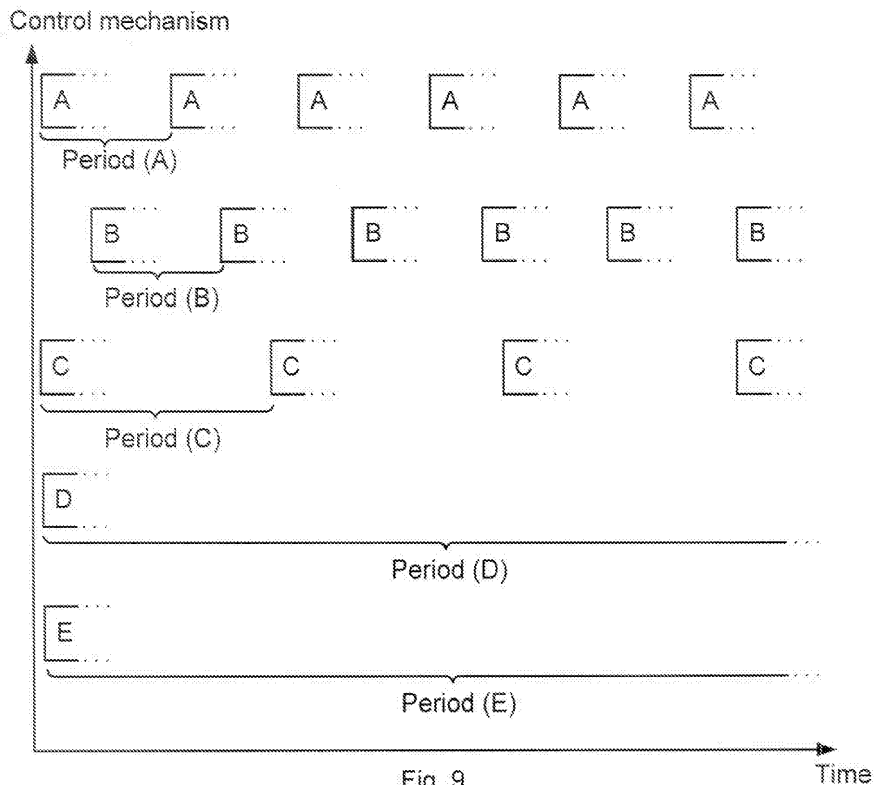 Control mechanism
A A A A A A
Period (A)
B B B B B B
Period (B)
C C C C
Period (C)
D
Period (D)
E
Period (E)
Time
Fig. 9